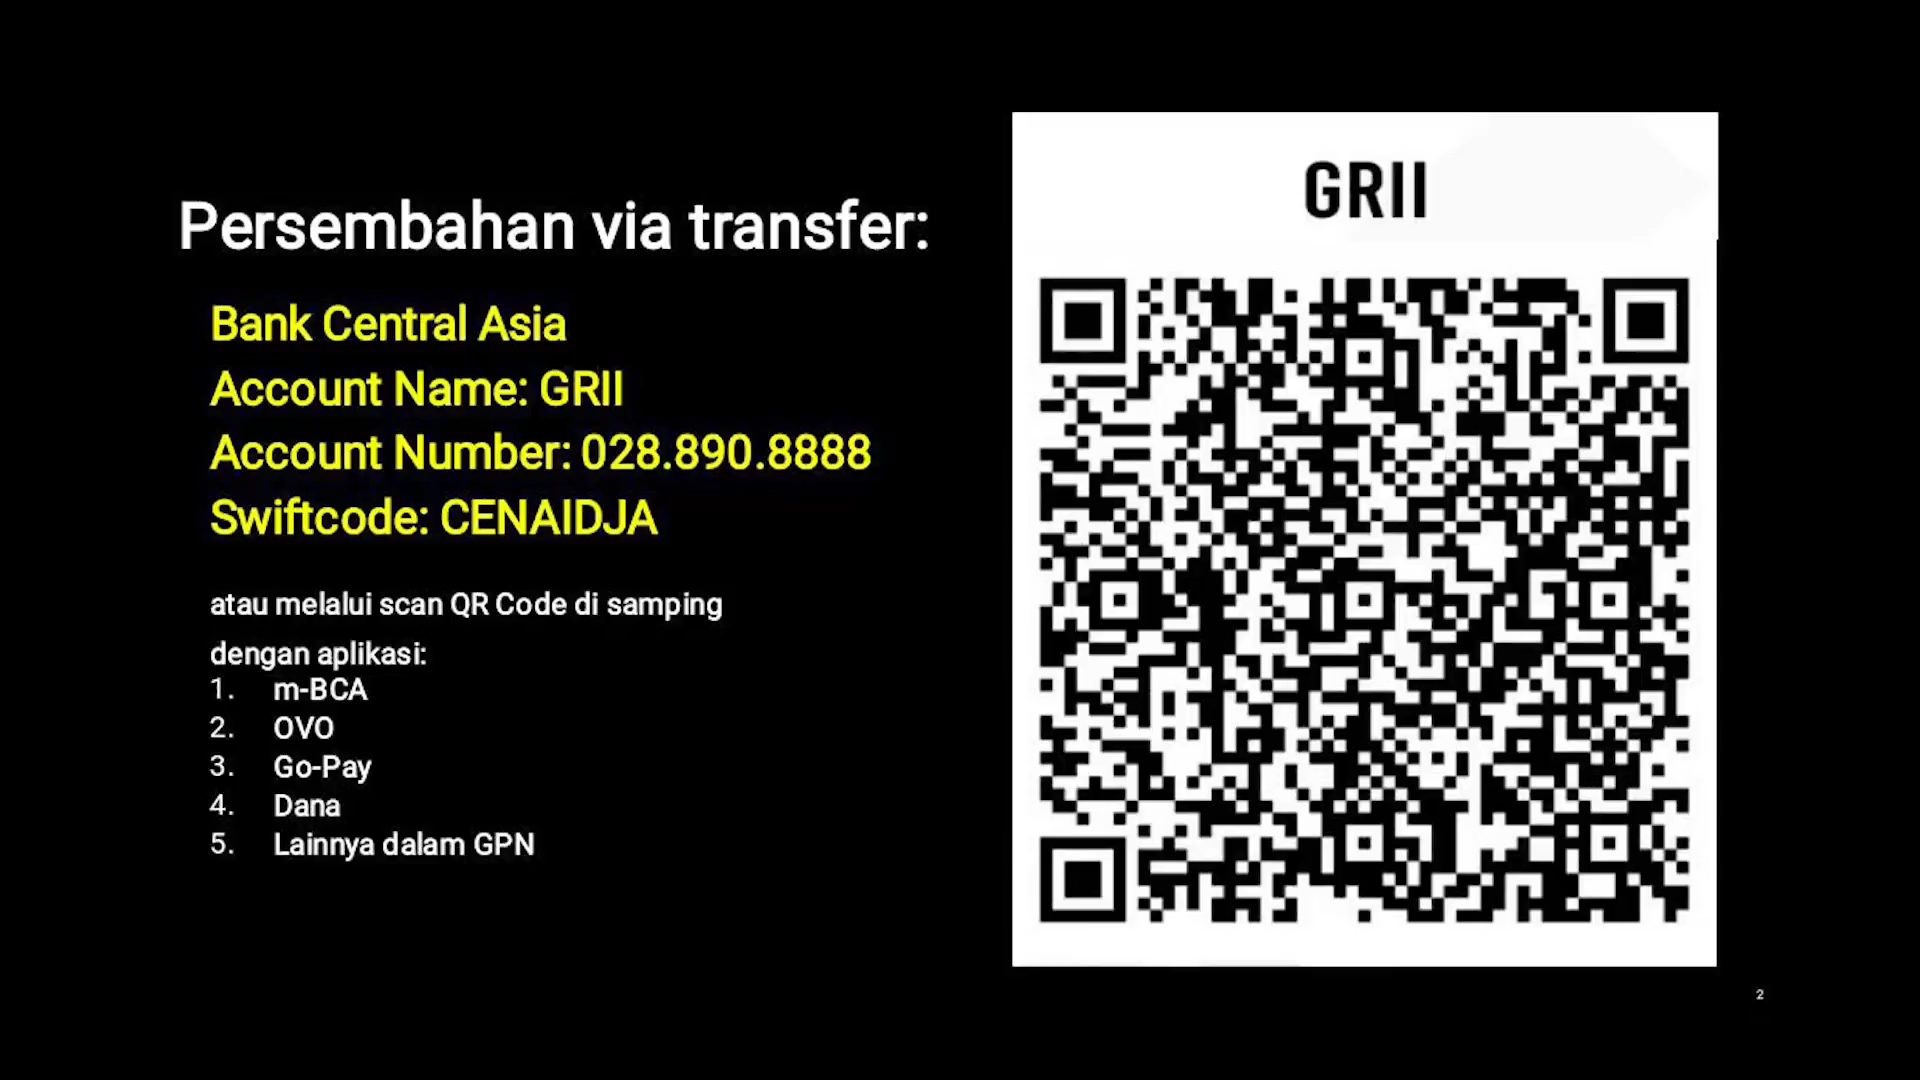 Persembahan via transfer:
Bank Central Asia
Account Name: GRII
Account Number: 028.890.8888
Swiftcode: CENAIDJA
atau melalui scan QR Code di samping
dengan aplikasi:
1. m-BCA
2. OVO
3. Go-Pay
4. Dana
5. Lainnya dalam GPN
GRII
2